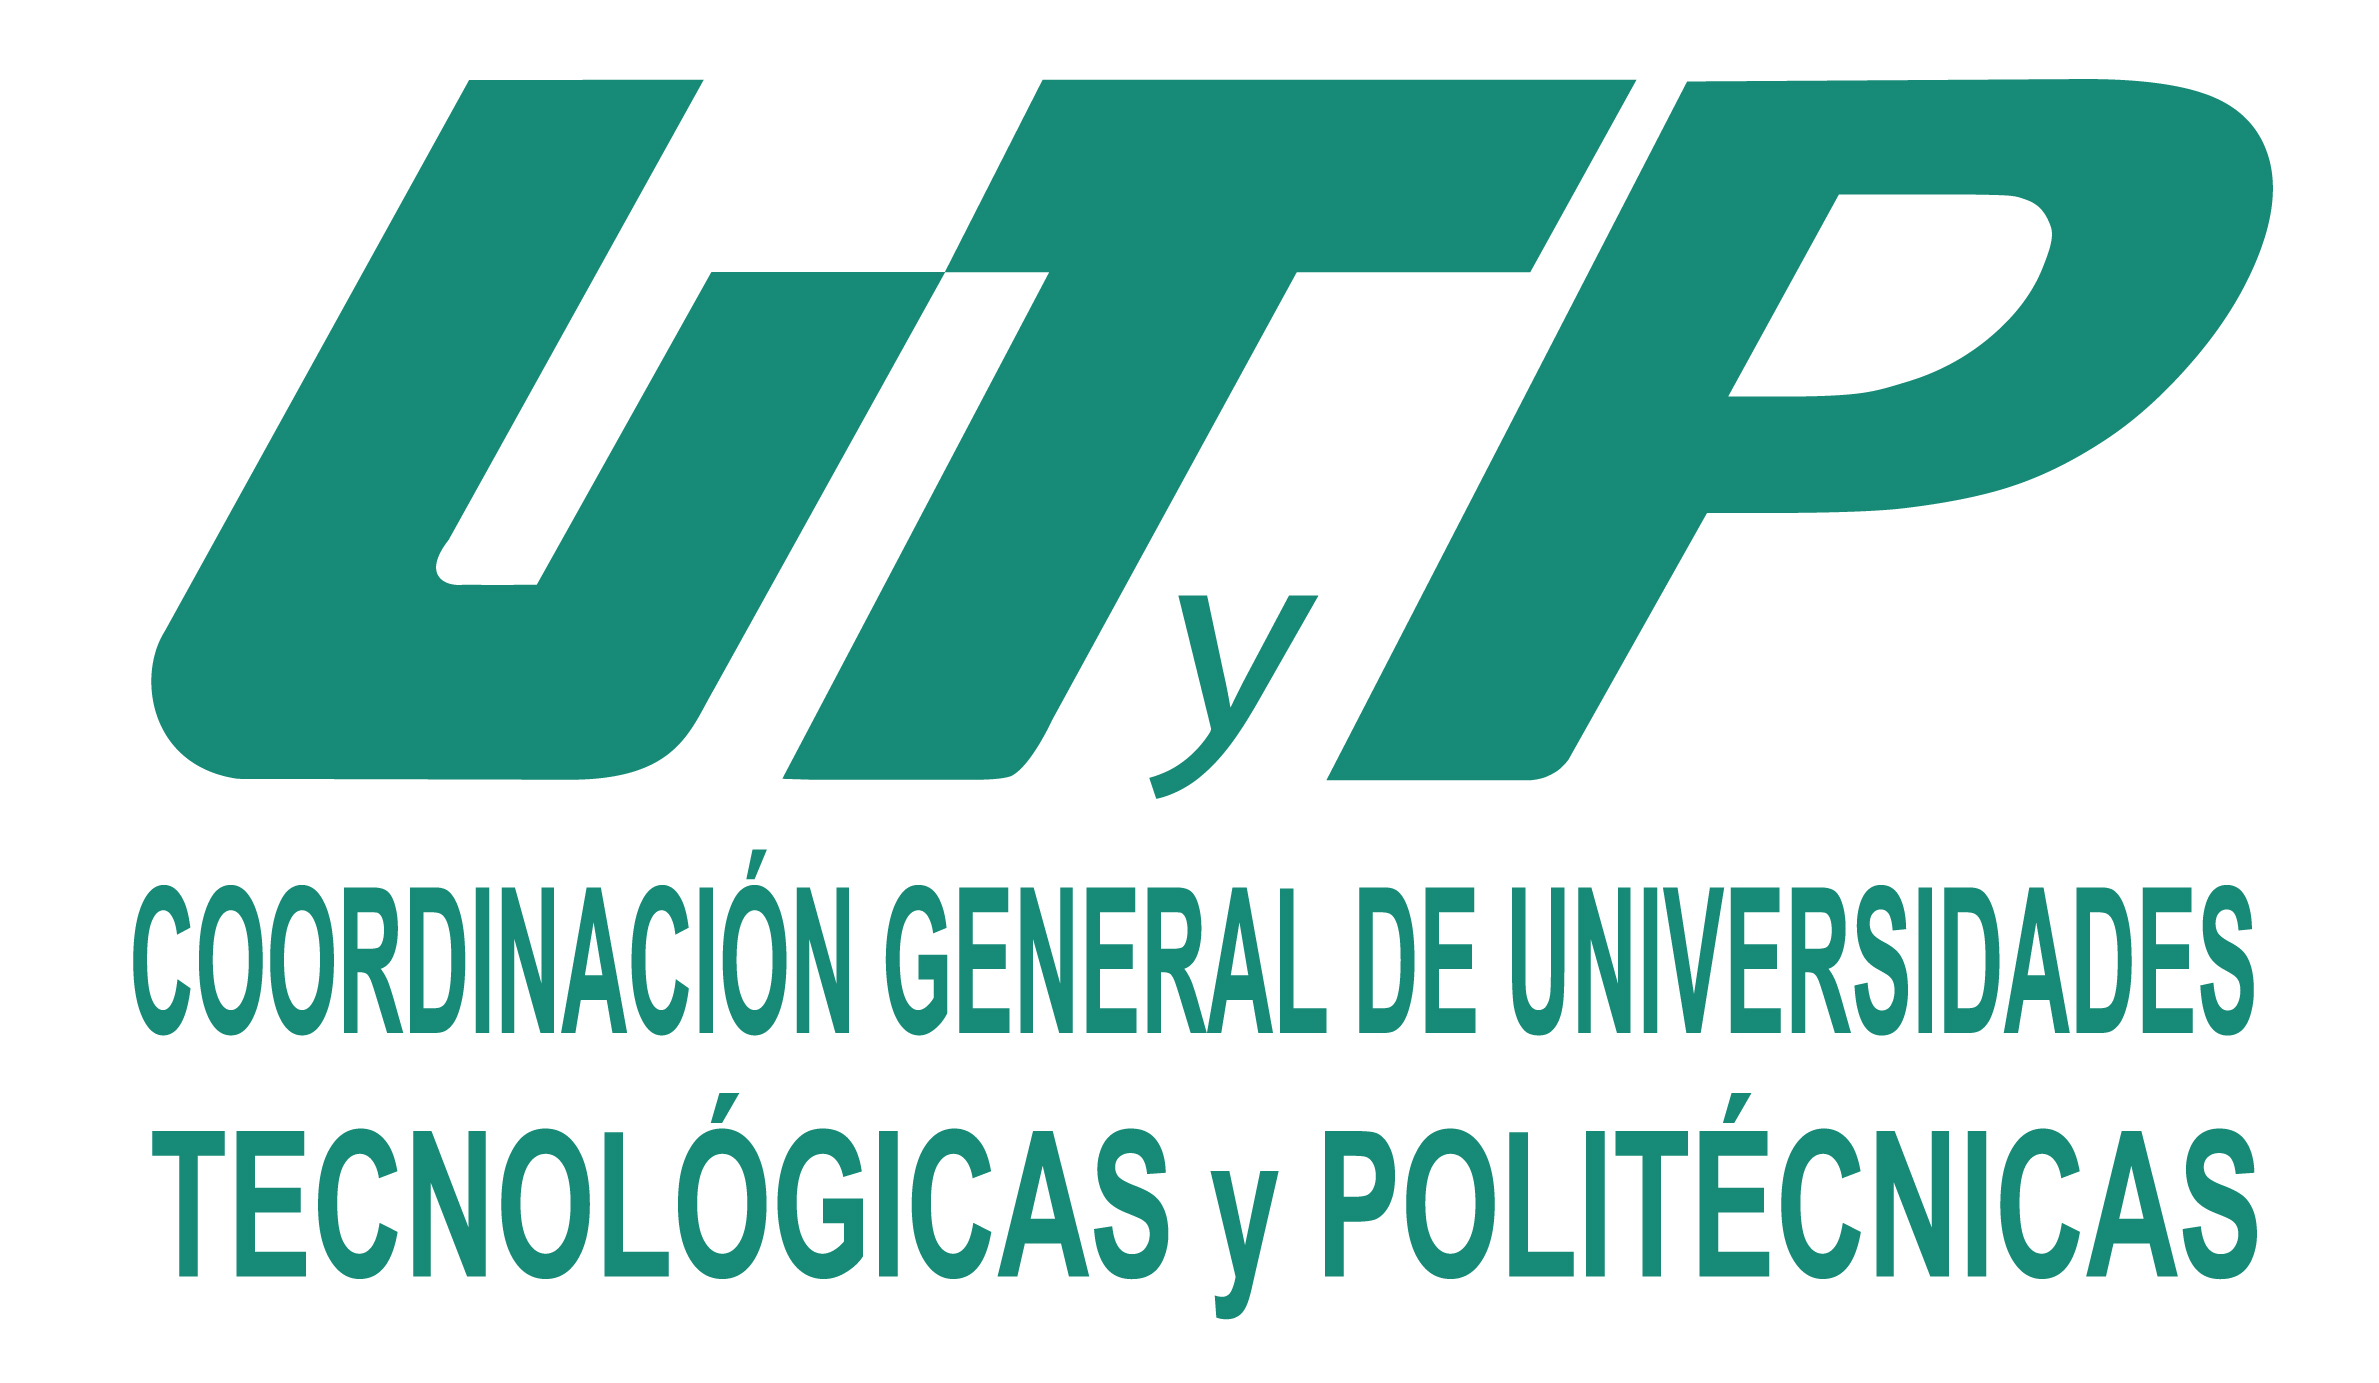 UTyP
COORDINACIÓN GENERAL DE UNIVERSIDADES
TECNOLÓGICAS y POLITÉCNICAS